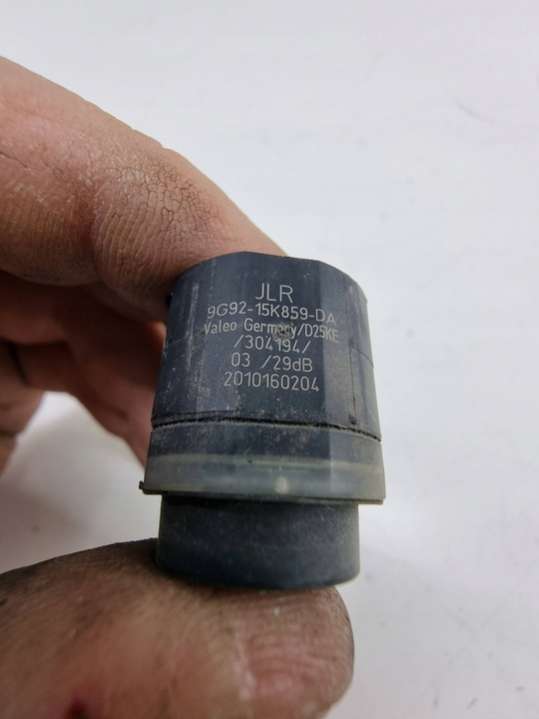 JLR
9G92-15K859-DA
Valeo Germany/D25KE
/304194/
03 /29dB
2010160204